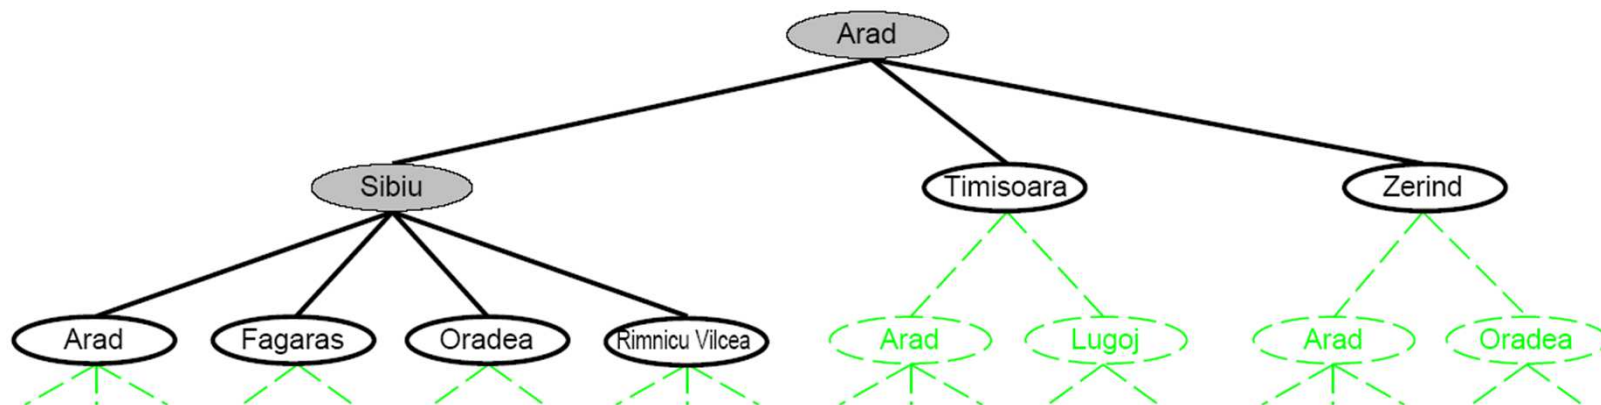 Arad
Sibiu
Timisoara
Zerind
Arad
Fagaras
Oradea
Rimnicu Vilcea
Arad
Lugoj
Arad
Oradea